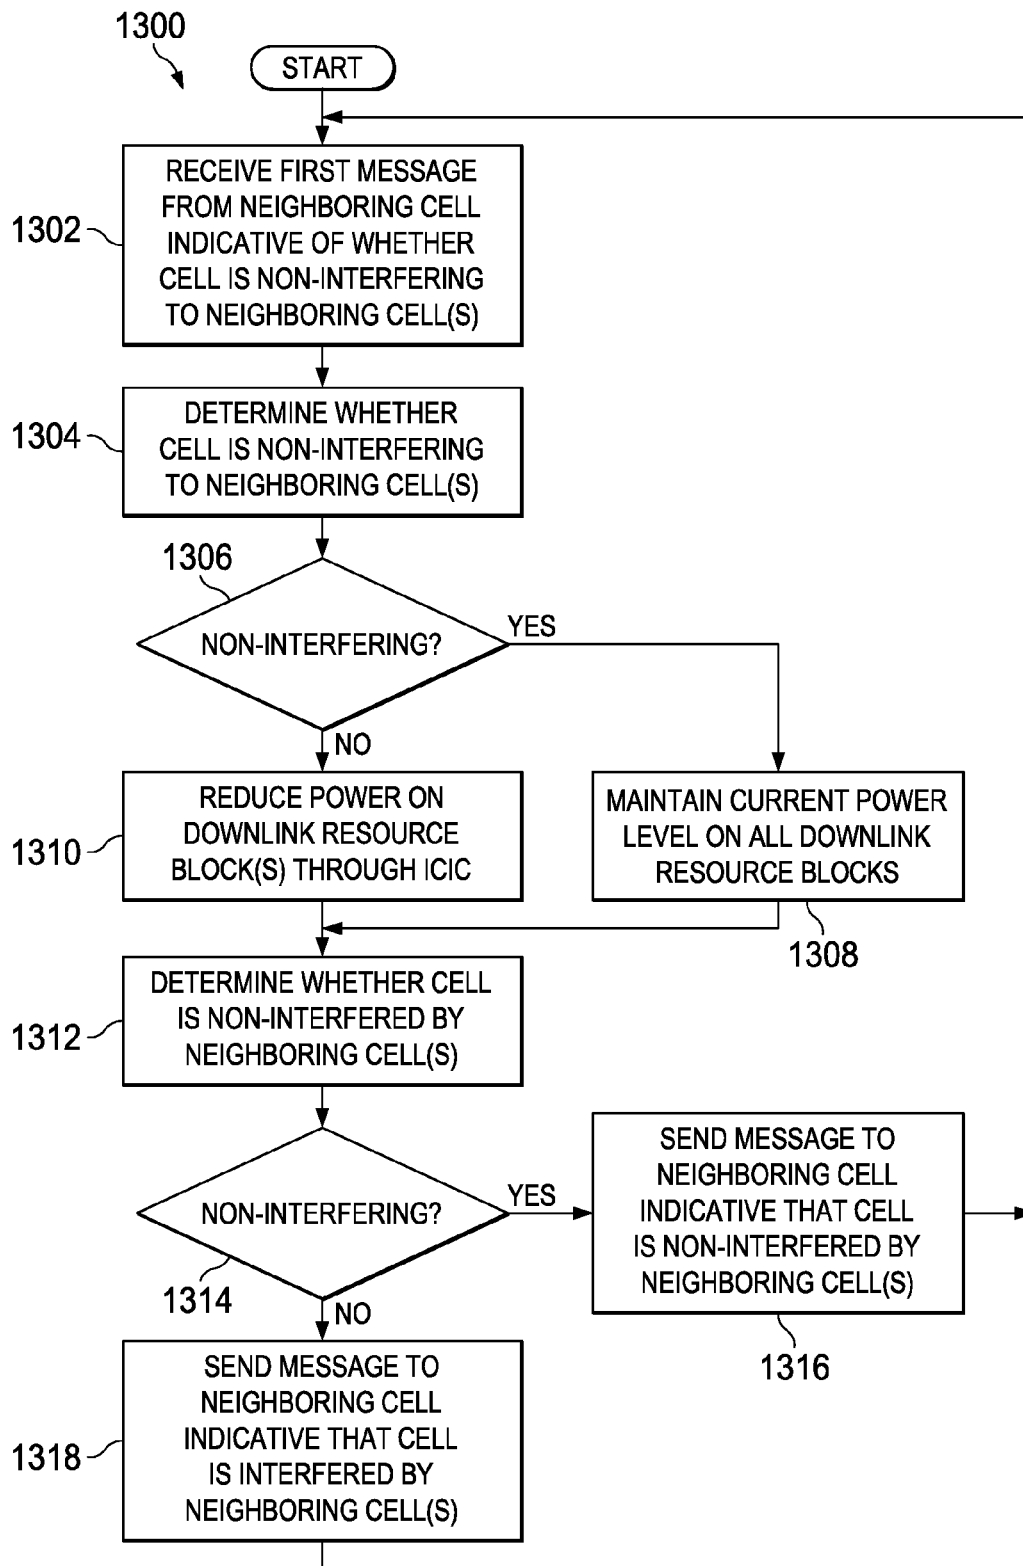 1300
START
RECEIVE FIRST MESSAGE
FROM NEIGHBORING CELL
INDICATIVE OF WHETHER
CELL IS NON-INTERFERING
TO NEIGHBORING CELL(S)
1302
DETERMINE WHETHER
CELL IS NON-INTERFERING
TO NEIGHBORING CELL(S)
1304
1306
NON-INTERFERING?
YES
NO
REDUCE POWER ON
DOWNLINK RESOURCE
BLOCK(S) THROUGH ICIC
1310
MAINTAIN CURRENT POWER
LEVEL ON ALL DOWNLINK
RESOURCE BLOCKS
1308
DETERMINE WHETHER CELL
IS NON-INTERFERED BY
NEIGHBORING CELL(S)
1312
NON-INTERFERING?
YES
1314
NO
SEND MESSAGE TO
NEIGHBORING CELL
INDICATIVE THAT CELL
IS NON-INTERFERED BY
NEIGHBORING CELL(S)
1316
SEND MESSAGE TO
NEIGHBORING CELL
INDICATIVE THAT CELL
IS INTERFERED BY
NEIGHBORING CELL(S)
1318